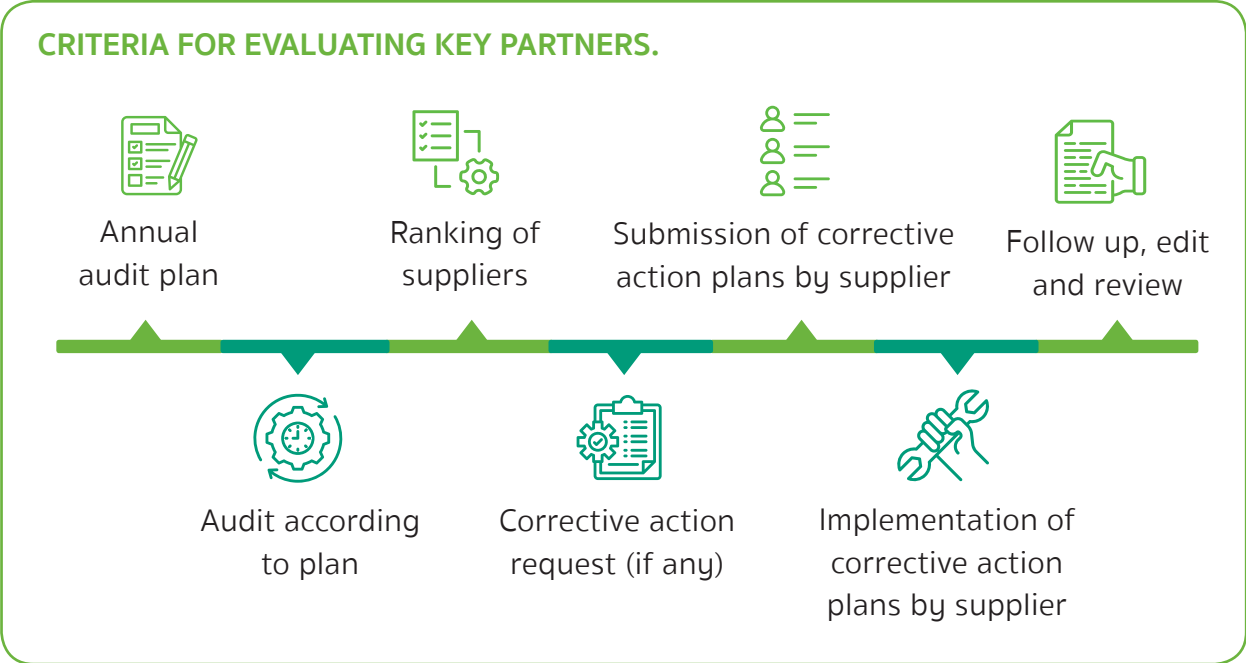 CRITERIA FOR EVALUATING KEY PARTNERS.
Annual
audit plan
Audit according
to plan
Ranking of
suppliers
Corrective action
request (if any)
Submission of corrective
action plans by supplier
Implementation of
corrective action
plans by supplier
Follow up, edit
and review